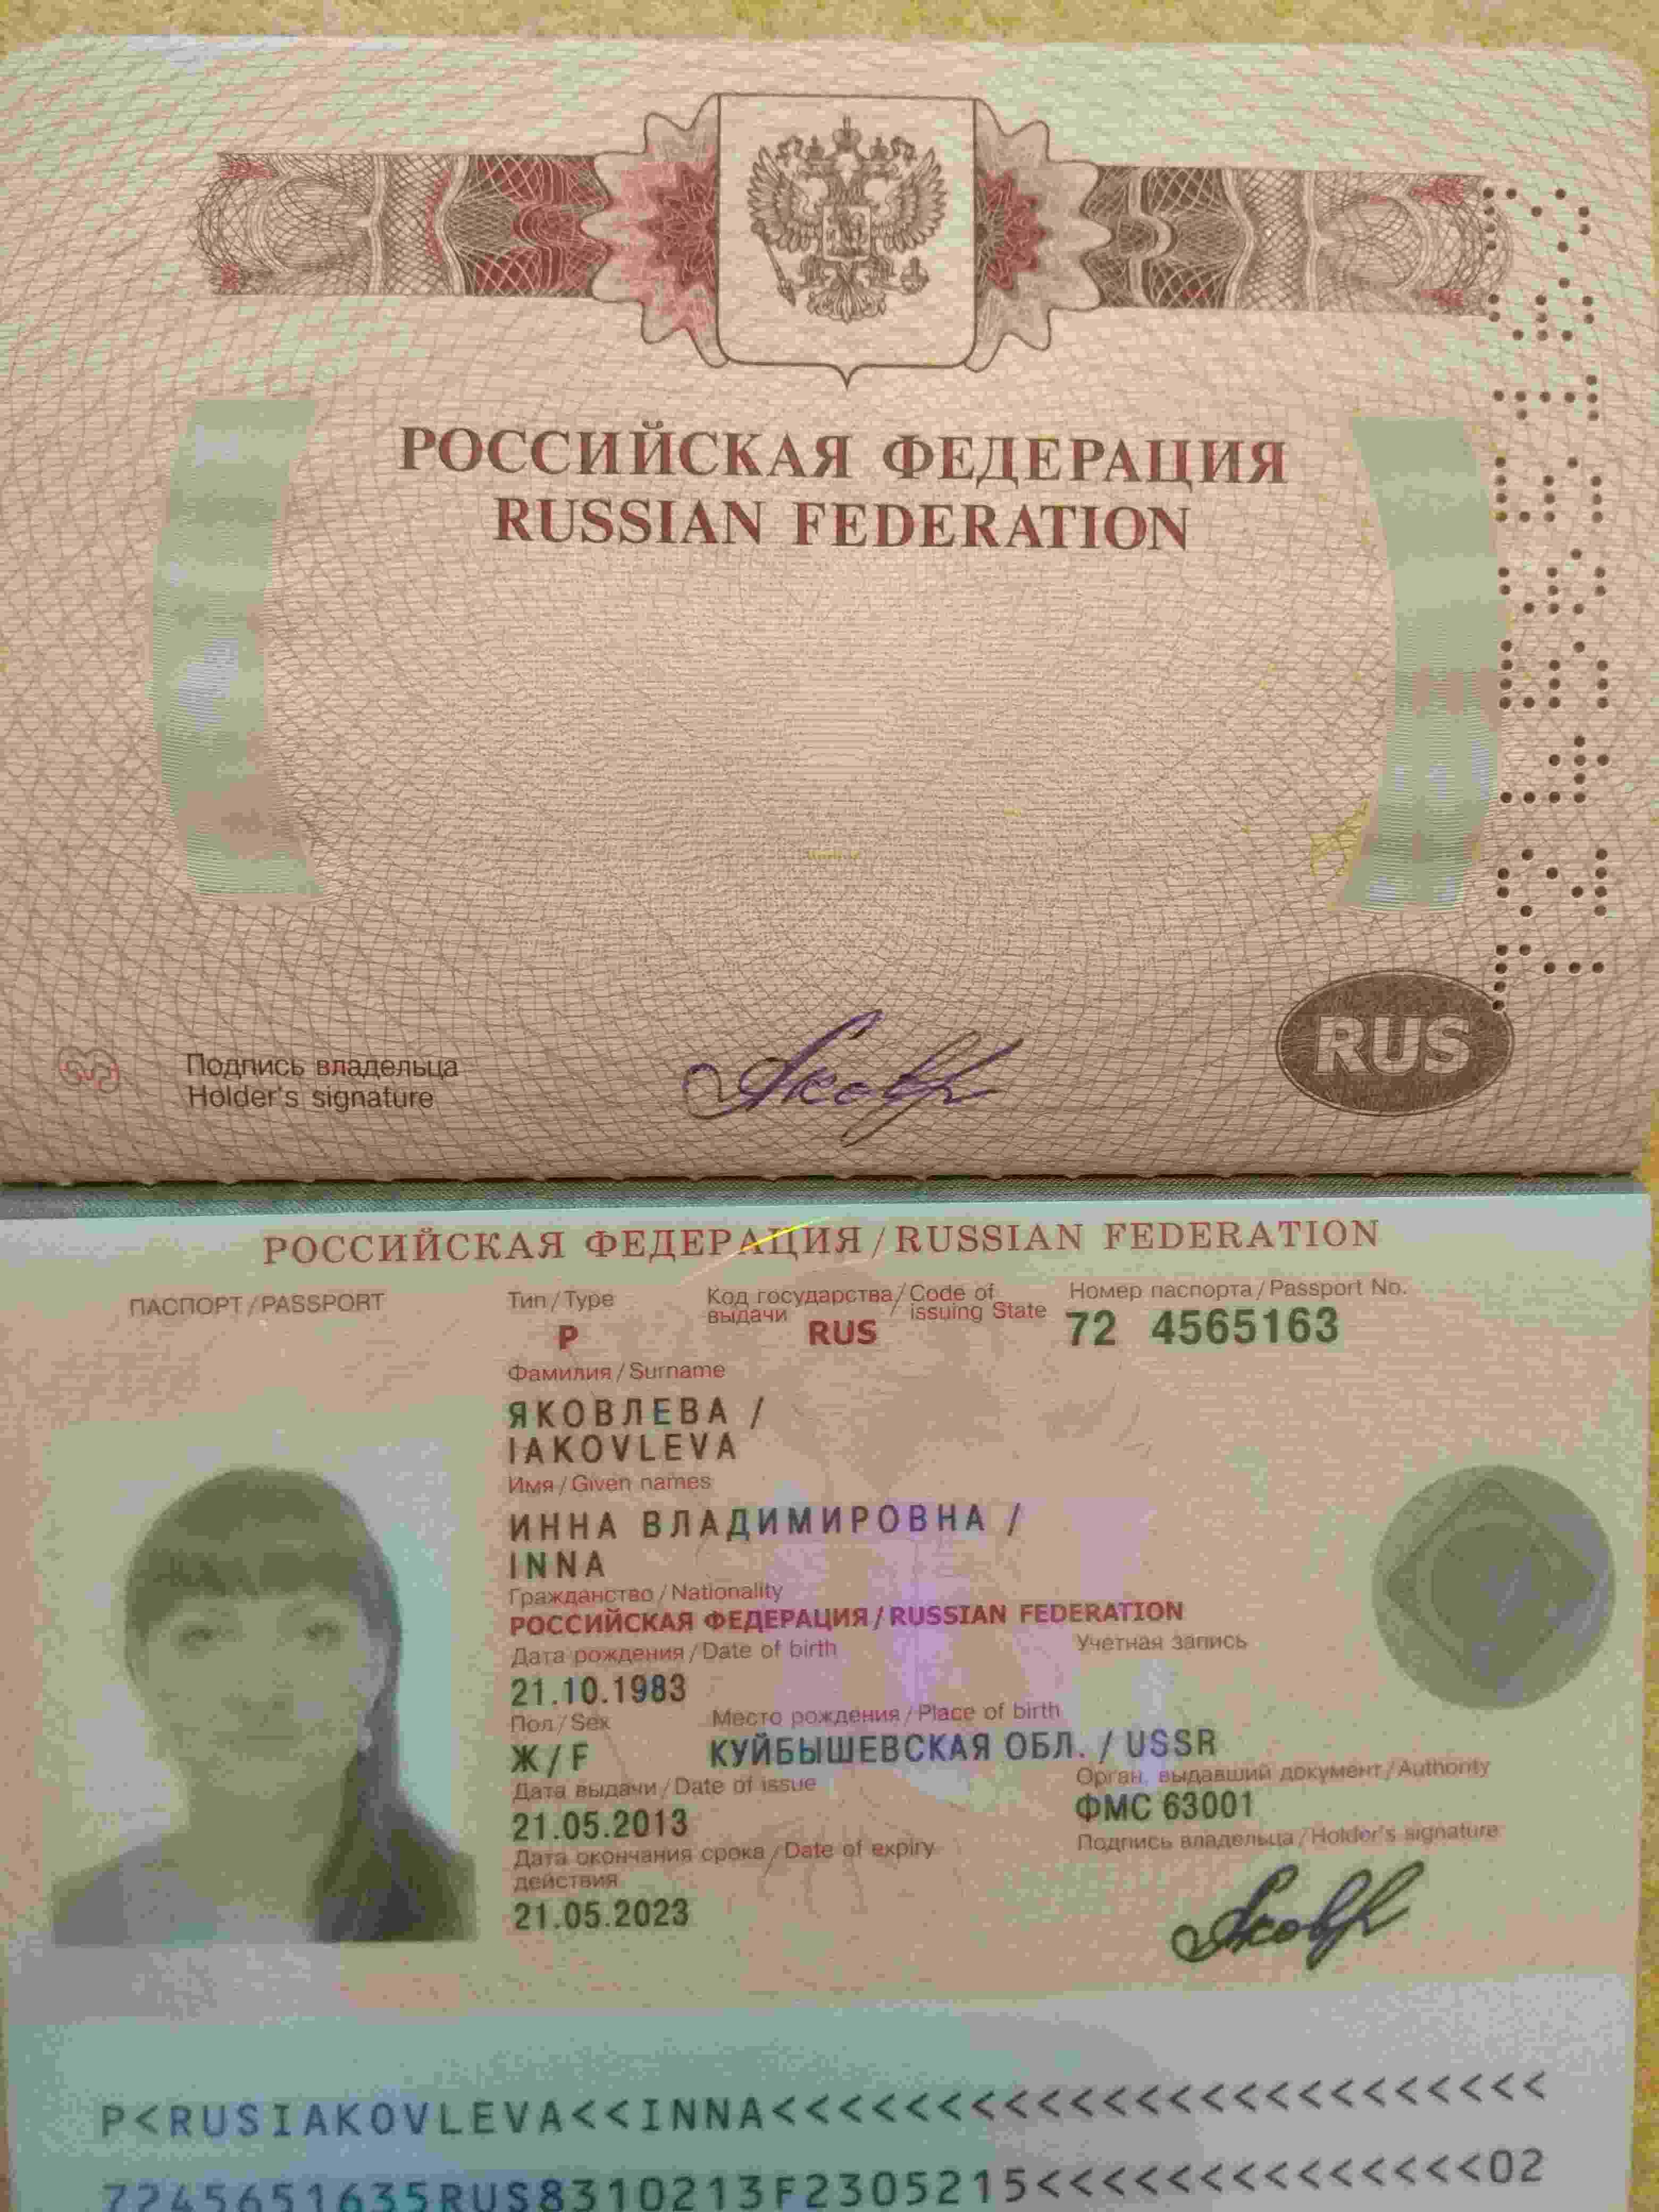 РОССИЙСКАЯ ФЕДЕРАЦИЯ
RUSSIAN FEDERATION
Подпись владельца
Holder's signature
RUS
РОССИЙСКАЯ ФЕДЕРАЦИЯ / RUSSIAN FEDERATION
ПАСПОРТ / PASSPORT
Тип / Type
Код государства / Code of
выдачи / issuing State
Номер паспорта / Passport No.
P
RUS
72 4565163
Фамилия / Surname
ЯКОВЛЕВА /
IAKOVLEVA
Имя / Given names
ИННА ВЛАДИМИРОВНА /
INNA
Гражданство / Nationality
РОССИЙСКАЯ ФЕДЕРАЦИЯ / RUSSIAN FEDERATION
Дата рождения / Date of birth
Учетная запись
21.10.1983
Пол / Sex
Место рождения / Place of birth
Ж / F
КУЙБЫШЕВСКАЯ ОБЛ. / USSR
Дата выдачи / Date of issue
Орган, выдавший документ / Authority
21.05.2013
ФМС 63001
Дата окончания срока / Date of expiry
действия
Подпись владельца / Holder's signature
21.05.2023
P<RUSIAKOVLEVA<<INNA<<<<<<<<<<<<<<<<<<<<<<<<
7245651635RUS8310213F2305215<<<<<<<<<<<<<<02